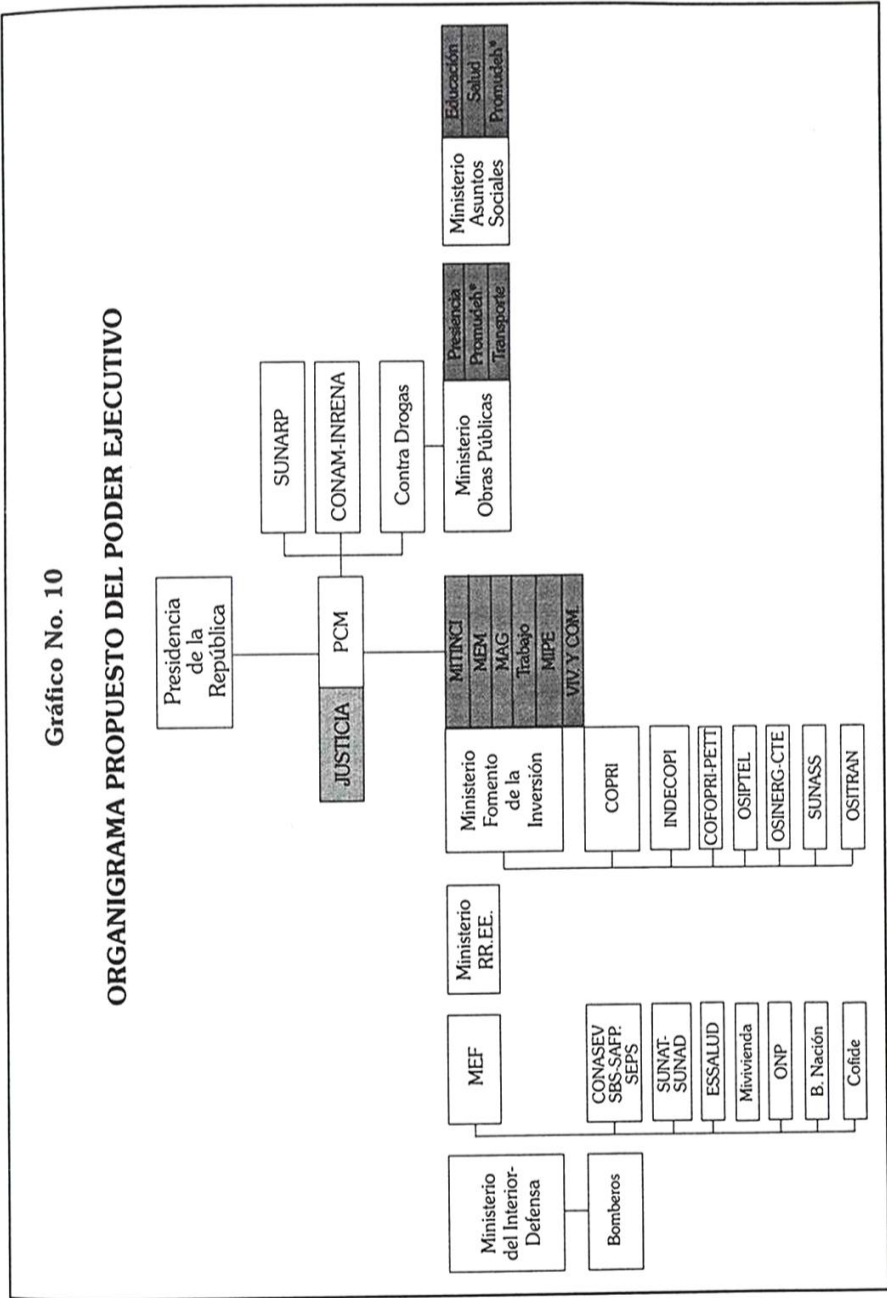 Gráfico No. 10
ORGANIGRAMA PROPUESTO DEL PODER EJECUTIVO
Presidencia
de la
República
JUSTICIA
PCM
SUNARP
CONAM-INRENA
Contra Drogas
Ministerio
del Interior-
Defensa
Bomberos
MEF
CONASEV
SBS-SAFP.
SEPS
SUNAT-
SUNAD
ESSALUD
Mivivienda
ONP
B. Nación
Cofide
Ministerio
RR.EE.
Ministerio
Fomento
de la
Inversión
MITINCI
MEM
MAG
Trabajo
MIPE
VIV. Y COM.
COPRI
INDECOPI
COFOPRI-PETT
OSIPTEL
OSINERG-CTE
SUNASS
OSITRAN
Ministerio
Obras Públicas
Presiencia
Promudeh*
Transporte
Ministerio
Asuntos
Sociales
Educación
Salud
Promudeh*